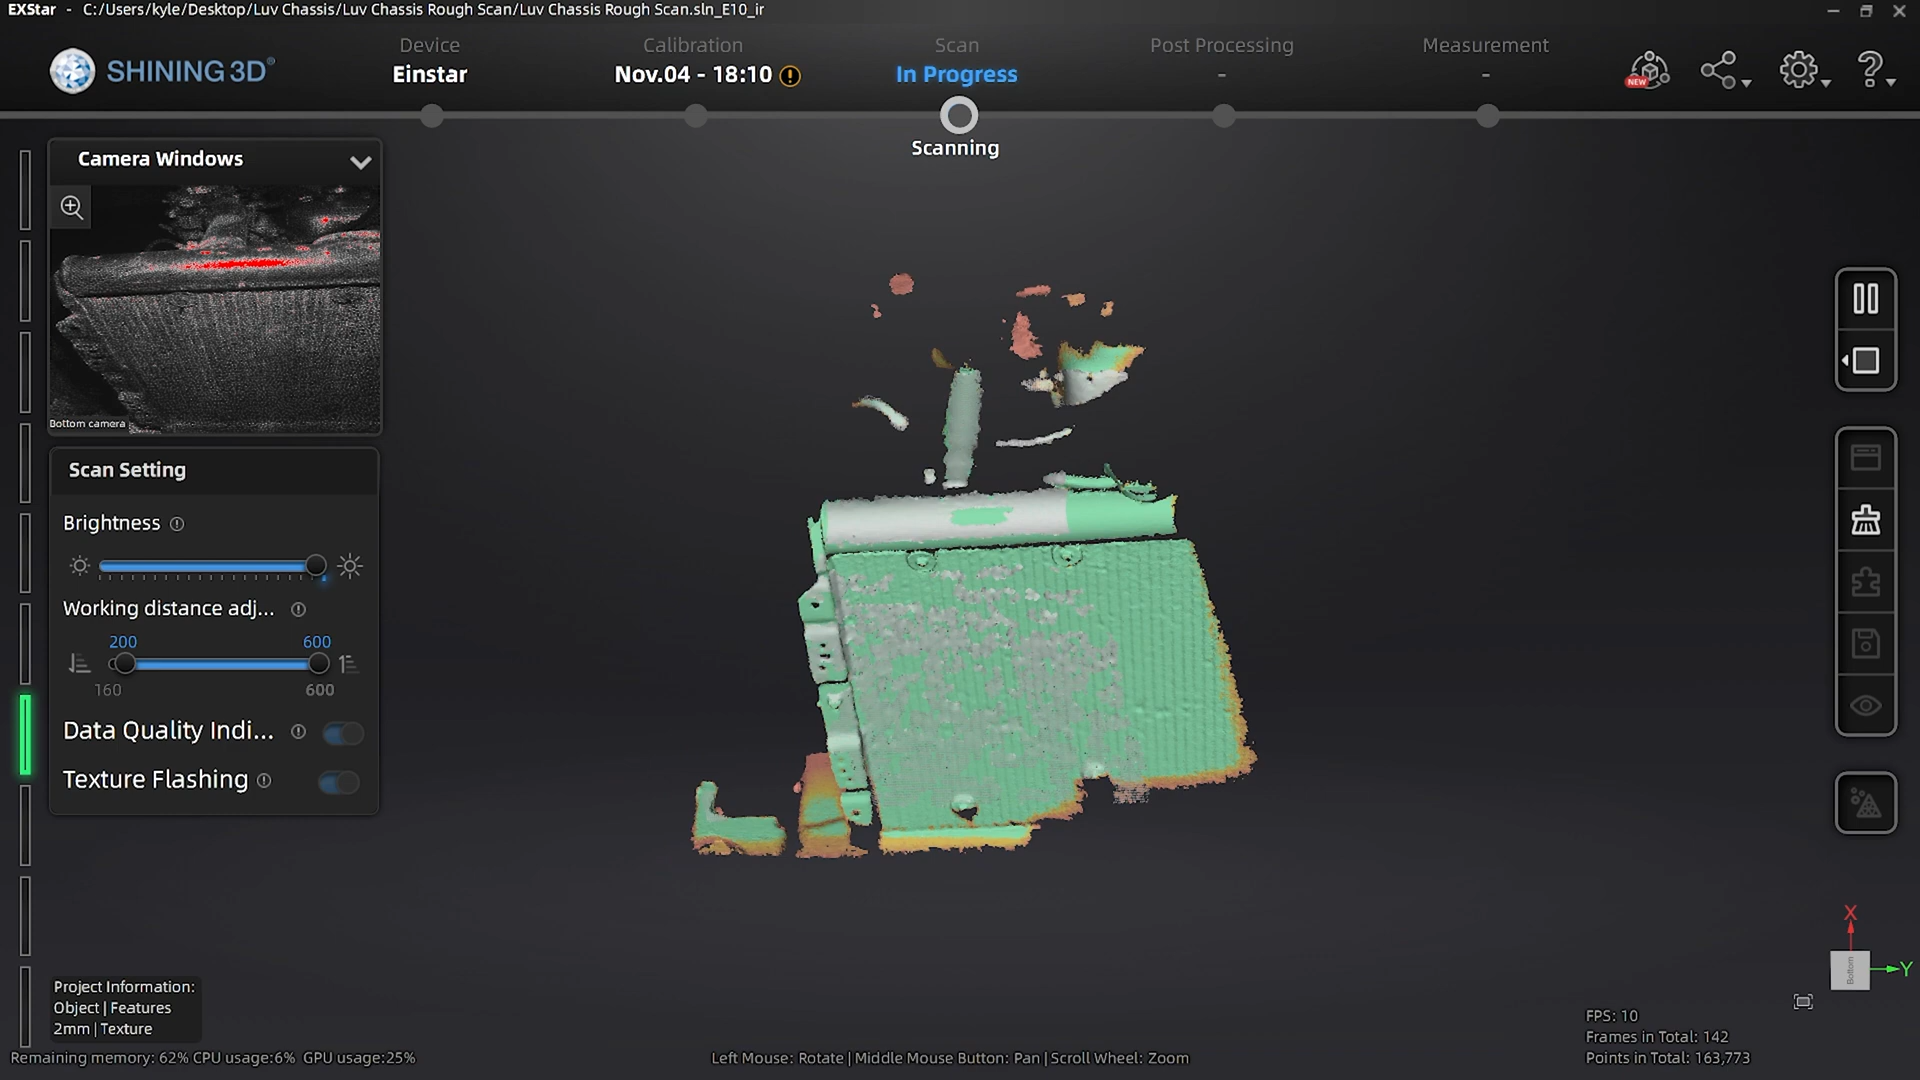 EXStar - C:/Users/kyle/Desktop/Luv Chassis/Luv Chassis Rough Scan/Luv Chassis Rough Scan.sln_E10_ir
SHINING 3D®
Device
Einstar
Calibration
Nov.04 - 18:10
Scan
In Progress
Post Processing
-
Measurement
-
NEW
Scanning
Camera Windows
Bottom camera
Scan Setting
Brightness
Working distance adj...
200
600
160
600
Data Quality Indi...
Texture Flashing
Project Information:
Object | Features
2mm | Texture
Remaining memory: 62% CPU usage:6% GPU usage:25%
Left Mouse: Rotate | Middle Mouse Button: Pan | Scroll Wheel: Zoom
X
Bottom
Y
FPS: 10
Frames in Total: 142
Points in Total: 163,773